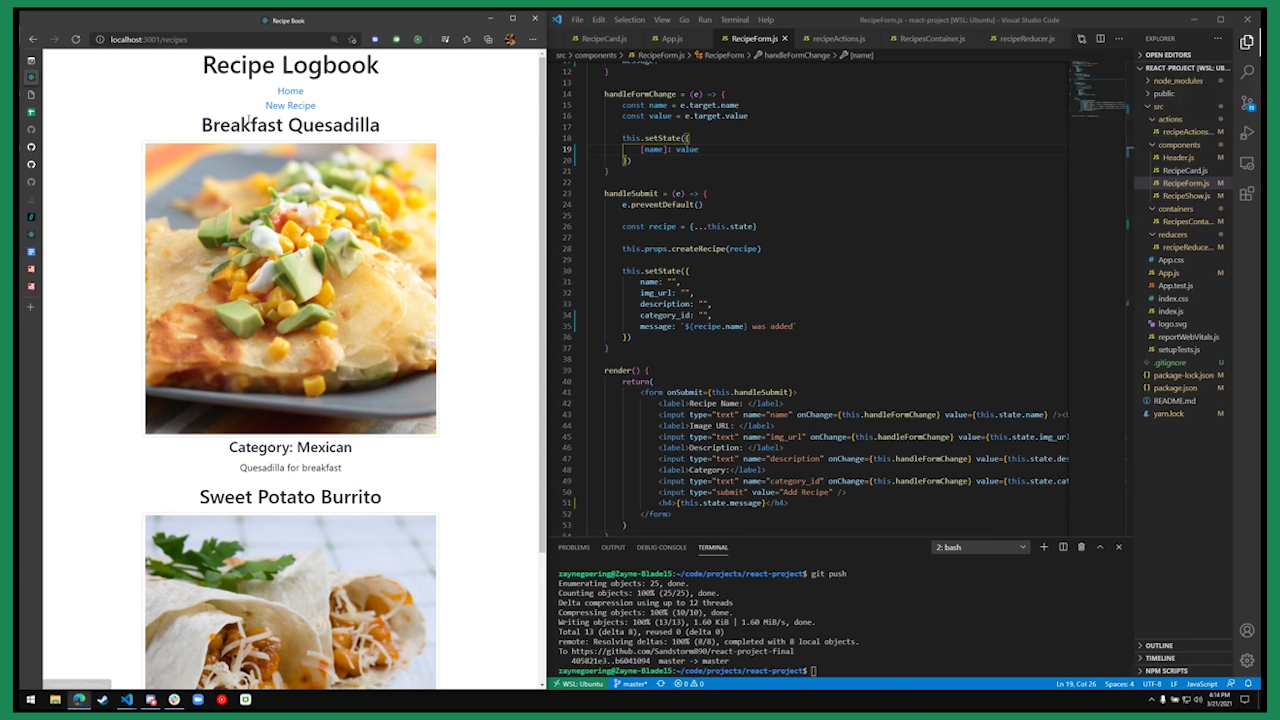 Recipe Book
localhost:3001/recipes
Recipe Logbook
Home
New Recipe
Breakfast Quesadilla
Category: Mexican
Quesadilla for breakfast
Sweet Potato Burrito
File Edit Selection View Go Run Terminal Help
RecipeForm.js - react-project [WSL: Ubuntu] - Visual Studio Code
RecipeCard.js App.js RecipeForm.js recipeActions.js RecipesContainer.js recipeReducer.js
src > components > RecipeForm.js > RecipeForm > handleFormChange > [name]
12 }
13
14 handleFormChange = (e) => {
15 const name = e.target.name
16 const value = e.target.value
17
18 this.setState({
19 [name]: value
20 })
21 }
22
23 handleSubmit = (e) => {
24 e.preventDefault()
25
26 const recipe = {...this.state}
27
28 this.props.createRecipe(recipe)
29
30 this.setState({
31 name: "",
32 img_url: "",
33 description: "",
34 category_id: "",
35 message: `${recipe.name} was added`
36 })
37 }
38
39 render() {
40 return(
41 <form onSubmit={this.handleSubmit}>
42 <label>Recipe Name: </label>
43 <input type="text" name="name" onChange={this.handleFormChange} value={this.state.name} /><b
44 <label>Image URL: </label>
45 <input type="text" name="img_url" onChange={this.handleFormChange} value={this.state.img_url
46 <label>Description: </label>
47 <input type="text" name="description" onChange={this.handleFormChange} value={this.state.des
48 <label>Category:</label>
49 <input type="text" name="category_id" onChange={this.handleFormChange} value={this.state.cat
50 <input type="submit" value="Add Recipe" />
51 <h4>{this.state.message}</h4>
52 </form>
53 )
PROBLEMS OUTPUT DEBUG CONSOLE TERMINAL
2: bash
zaynegoering@Zayne-Blade15:~/code/projects/react-project$ git push
Enumerating objects: 25, done.
Counting objects: 100% (25/25), done.
Delta compression using up to 12 threads
Compressing objects: 100% (10/10), done.
Writing objects: 100% (13/13), 1.60 KiB | 1.60 MiB/s, done.
Total 13 (delta 8), reused 0 (delta 0)
remote: Resolving deltas: 100% (8/8), completed with 8 local objects.
To https://github.com/Sandstorm890/react-project-final
405821e3..b6041094 master -> master
zaynegoering@Zayne-Blade15:~/code/projects/react-project$
EXPLORER
OPEN EDITORS
REACT-PROJECT [WSL: UB...
node_modules
public
src
actions
recipeActions... M
components
Header.js M
RecipeCard.js
RecipeForm.js M
RecipeShow.js M
containers
RecipesConta... M
reducers
recipeReduce... M
App.css
App.js M
App.test.js
index.css
index.js
logo.svg
reportWebVitals.js
setupTests.js
.gitignore U
package-lock.json M
package.json M
README.md
yarn.lock M
OUTLINE
TIMELINE
NPM SCRIPTS
WSL: Ubuntu master* 0 0
Ln 19, Col 26 Spaces: 4 UTF-8 LF JavaScript
4:14 PM
3/21/2021